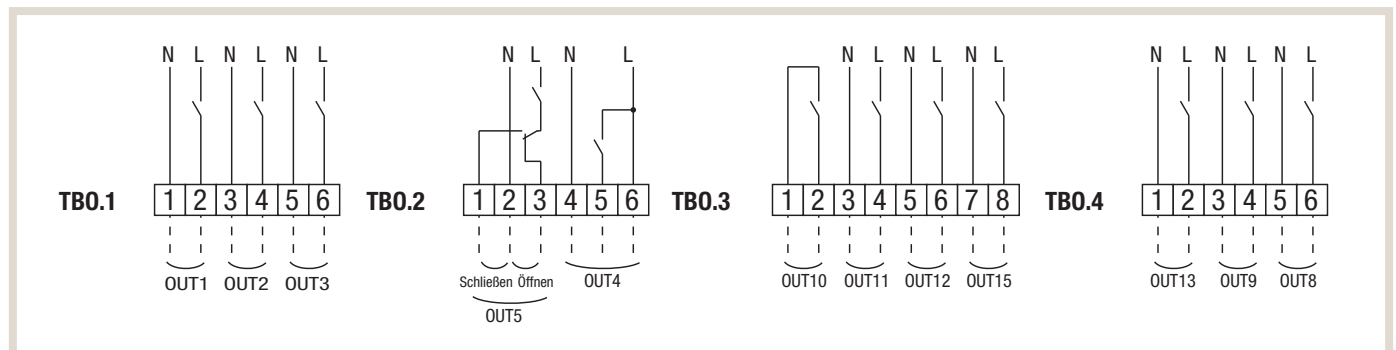 N L N L N L N L N L N L N L N L N L N L N L
TB0.1 1 2 3 4 5 6 TB0.2 1 2 3 4 5 6 TB0.3 1 2 3 4 5 6 7 8 TB0.4 1 2 3 4 5 6
OUT1 OUT2 OUT3 Schließen Öffnen OUT4 OUT10 OUT11 OUT12 OUT15 OUT13 OUT9 OUT8
OUT5